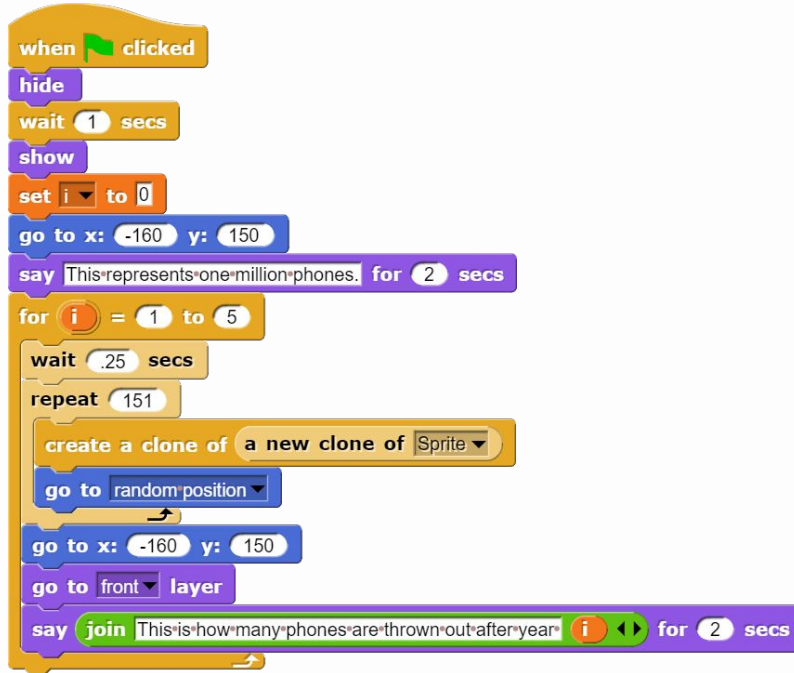 when clicked
hide
wait 1 secs
show
set i to 0
go to x: -160 y: 150
say This is represents one million phones. for 2 secs
for i = 1 to 5
wait .25 secs
repeat 151
create a clone of a new clone of Sprite
go to random position
go to x: -160 y: 150
go to front layer
say join This is how many phones are thrown out after year i for 2 secs